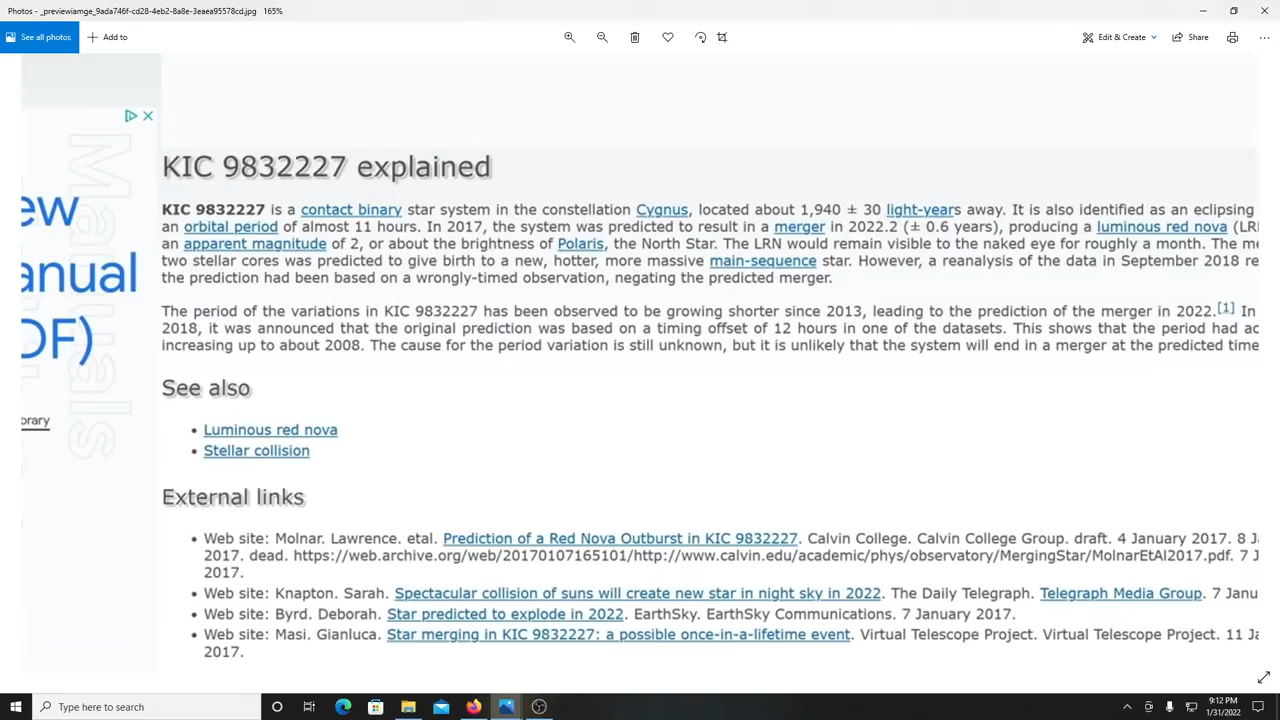 Photos - _previewiamge_9ada746f-cd28-4eb2-8a8e-3eaea95578cd.jpg 165%
See all photos
Add to
Edit & Create
Share
Manuals
ew
anual
DF)
brary
KIC 9832227 explained
KIC 9832227 is a contact binary star system in the constellation Cygnus, located about 1,940 ± 30 light-years away. It is also identified as an eclipsing
an orbital period of almost 11 hours. In 2017, the system was predicted to result in a merger in 2022.2 (± 0.6 years), producing a luminous red nova (LR
an apparent magnitude of 2, or about the brightness of Polaris, the North Star. The LRN would remain visible to the naked eye for roughly a month. The me
two stellar cores was predicted to give birth to a new, hotter, more massive main-sequence star. However, a reanalysis of the data in September 2018 re
the prediction had been based on a wrongly-timed observation, negating the predicted merger.
The period of the variations in KIC 9832227 has been observed to be growing shorter since 2013, leading to the prediction of the merger in 2022.[1] In
2018, it was announced that the original prediction was based on a timing offset of 12 hours in one of the datasets. This shows that the period had ac
increasing up to about 2008. The cause for the period variation is still unknown, but it is unlikely that the system will end in a merger at the predicted time
See also
• Luminous red nova
• Stellar collision
External links
• Web site: Molnar. Lawrence. etal. Prediction of a Red Nova Outburst in KIC 9832227. Calvin College. Calvin College Group. draft. 4 January 2017. 8 J
2017. dead. https://web.archive.org/web/20170107165101/http://www.calvin.edu/academic/phys/observatory/MergingStar/MolnarEtAl2017.pdf. 7 J
2017.
• Web site: Knapton. Sarah. Spectacular collision of suns will create new star in night sky in 2022. The Daily Telegraph. Telegraph Media Group. 7 Janu
• Web site: Byrd. Deborah. Star predicted to explode in 2022. EarthSky. EarthSky Communications. 7 January 2017.
• Web site: Masi. Gianluca. Star merging in KIC 9832227: a possible once-in-a-lifetime event. Virtual Telescope Project. Virtual Telescope Project. 11 Ja
2017.
Type here to search
9:12 PM
1/31/2022